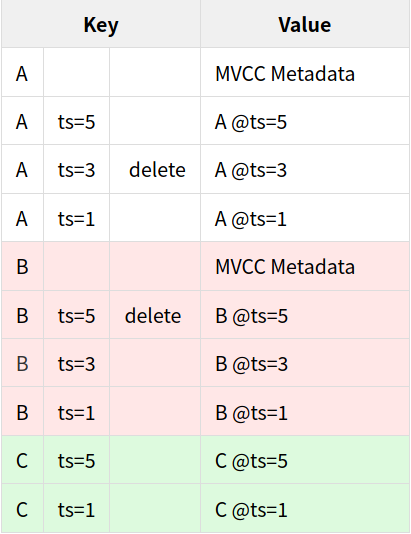 Key Value
A MVCC Metadata
A ts=5 A @ts=5
A ts=3 delete A @ts=3
A ts=1 A @ts=1
B MVCC Metadata
B ts=5 delete B @ts=5
B ts=3 B @ts=3
B ts=1 B @ts=1
C ts=5 C @ts=5
C ts=1 C @ts=1